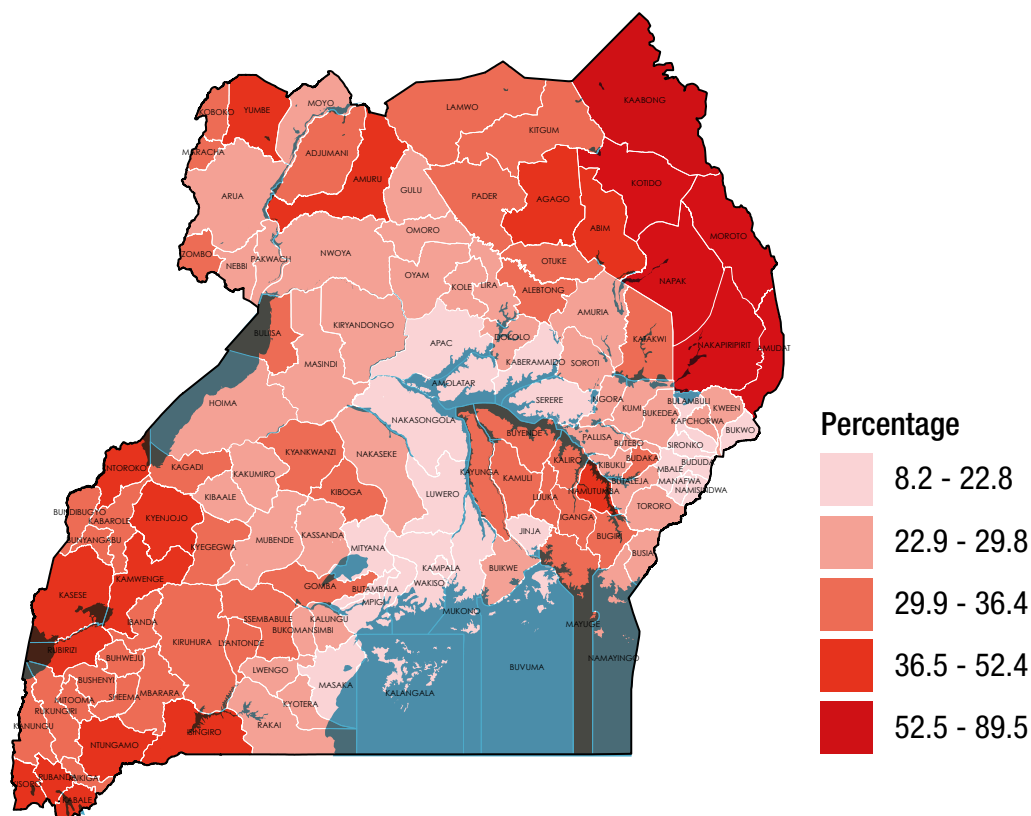 KAABONG
MOYO
LAMWO
KOBOKO
YUMBE
KITGUM
MARACHA
ADJUMANI
AMURU
KOTIDO
GULU
PADER
AGAGO
ARUA
ABIM
OMORO
MOROTO
ZOMBO
NWOYA
PAKWACH
OTUKE
NEBBI
OYAM
NAPAK
KOLE
LIRA
ALEBTONG
AMURIA
KIRYANDONGO
BULISA
DOKOLO
KATAKWI
APAC
NAKAPIRIPIRIT
AMUDAT
KABERAMAIDO
SOROTI
MASINDI
AMOLATAR
SERERE
NGORA
BULAMBULI
HOIMA
KUMI
KWEEN
BUKEDEA
NAKASONGOLA
KAPCHORWA
BUKWO
BUYENDE
PALLISA
BUTEBO
SIRONKO
KYANKWANZI
NAKASEKE
KALIRO
BUDAKA
BUDUDA
NTOROKO
KAGADI
KIBUKU
MBALE
KAKUMIRO
KAYUNGA
KAMULI
BUTALEJA
MANAFWA
KIBOGA
LUWERO
NAMUTUMBA
NAMISINDWA
KIBAALE
LUUKA
TORORO
BUNDIBUGYO
KABAROLE
KYENJOJO
IGANGA
BUNYANGABU
KYEGEGWA
MUBENDE
KASSANDA
JINJA
BUGIRI
MITYANA
BUSIA
KAMWENGE
KAMPALA
BUIKWE
KASESE
GOMBA
BUTAMBALA
WAKISO
MPIGI
MUKONO
IBANDA
SSEMBABULE
KALUNGU
MAYUGE
BUKOMANSIMBI
KIRUHURA
LYANTONDE
RUBIRIZI
BUHWEJU
NAMAYINGO
LWENGO
BUVUMA
BUSHENYI
MASAKA
KALANGALA
MITOOMA
SHEEMA
MBARARA
KYOTERA
RUKUNGIRI
KANUNGU
RAKAI
ISINGIRO
NTUNGAMO
RUBANDA
KISORO
KABALE
Percentage
8.2 - 22.8
22.9 - 29.8
29.9 - 36.4
36.5 - 52.4
52.5 - 89.5